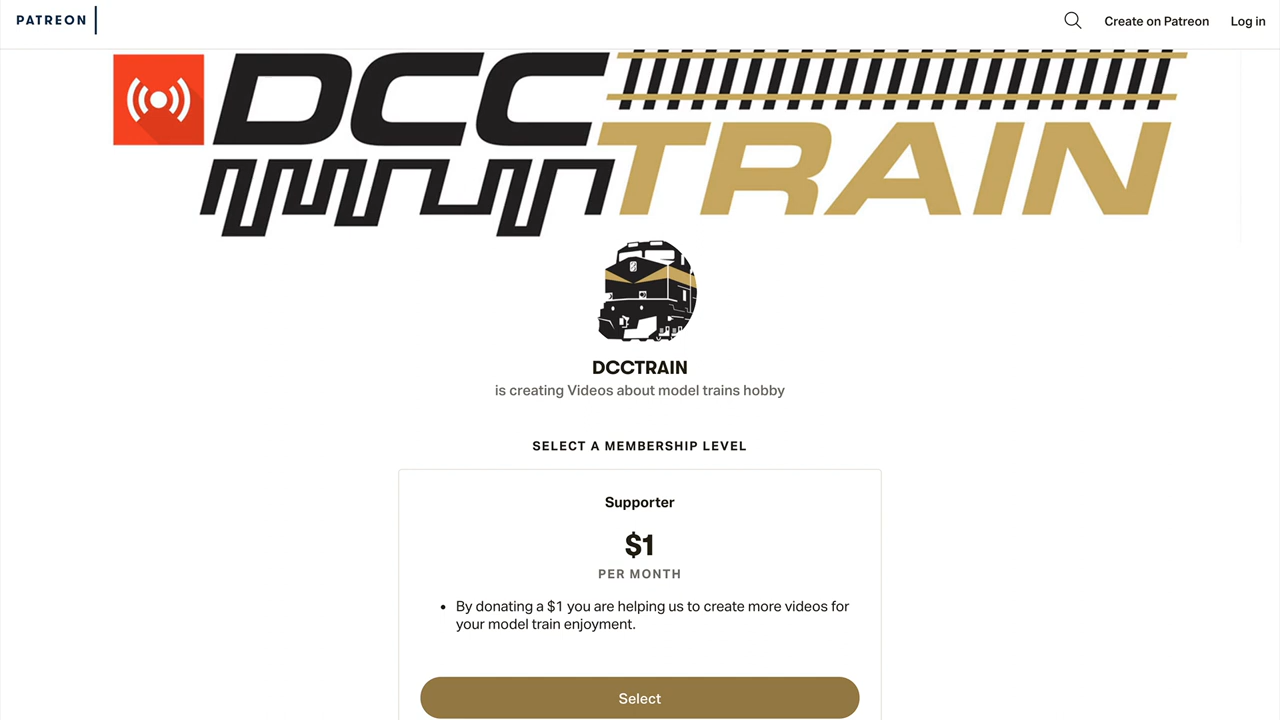 PATREON
Create on Patreon
Log in
DCC
TRAIN
DCCTRAIN
is creating Videos about model trains hobby
SELECT A MEMBERSHIP LEVEL
Supporter
$1
PER MONTH
• By donating a $1 you are helping us to create more videos for
your model train enjoyment.
Select